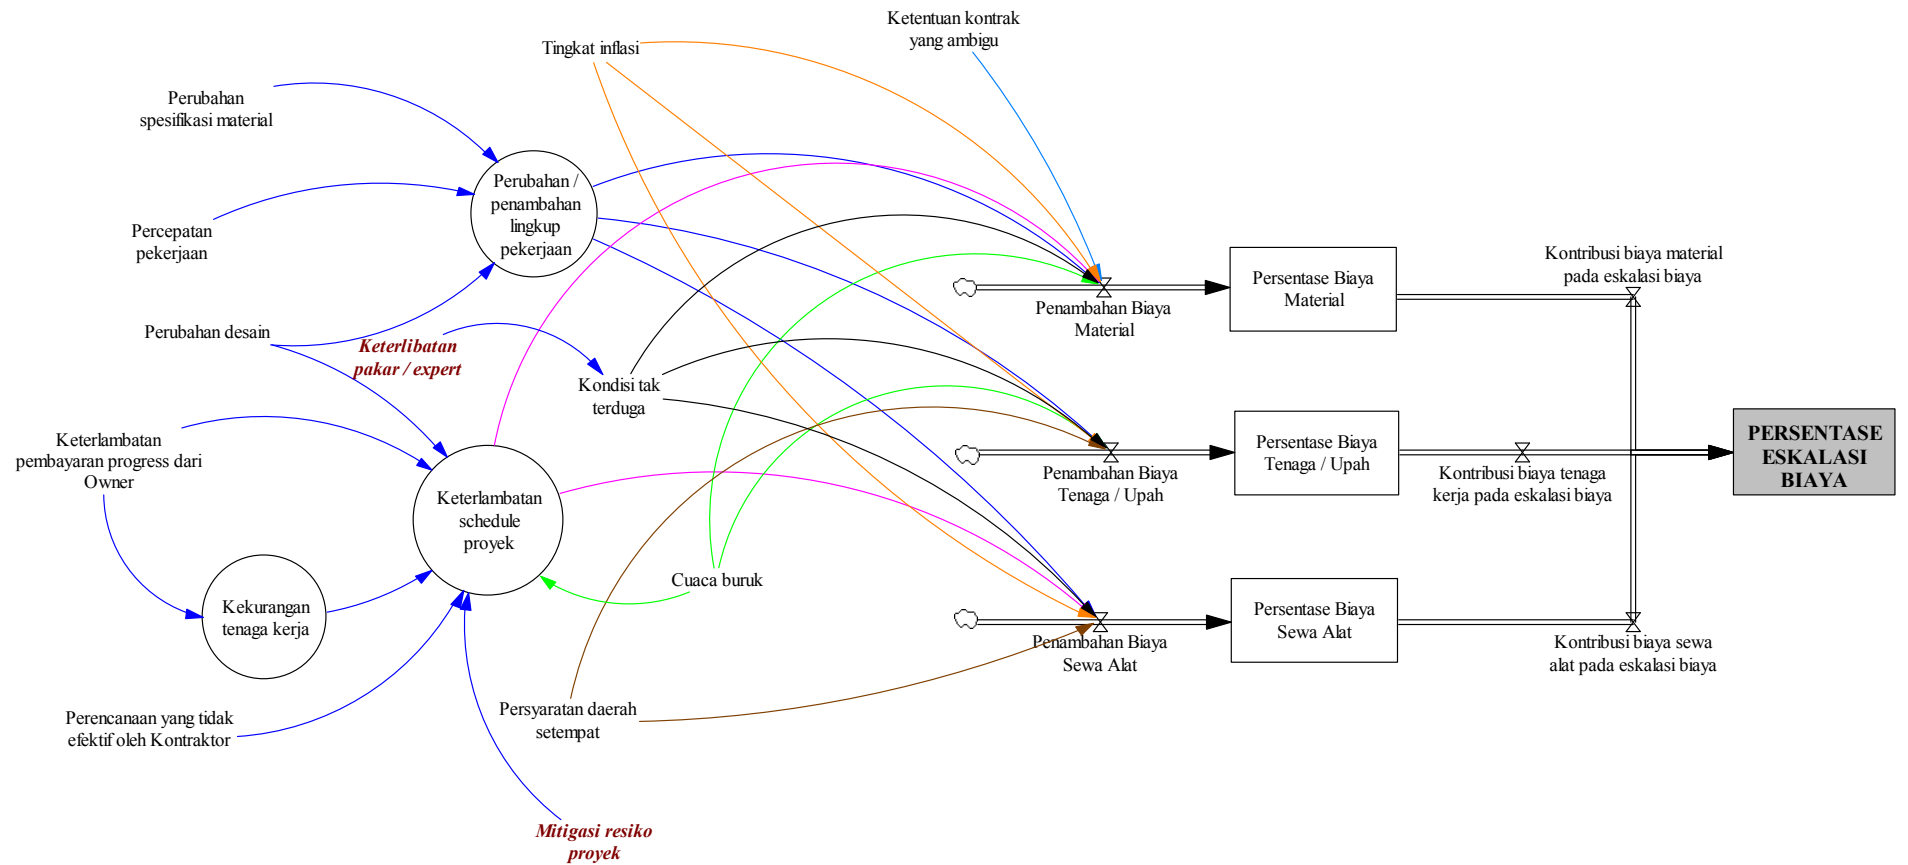 Tingkat inflasi
Ketentuan kontrak
yang ambigu
Perubahan
spesifikasi material
Perubahan /
penambahan
lingkup
pekerjaan
Percepatan
pekerjaan
Perubahan desain
Keterlibatan
pakar / expert
Kondisi tak
terduga
Keterlambatan
pembayaran progress dari
Owner
Keterlambatan
schedule
proyek
Kekurangan
tenaga kerja
Cuaca buruk
Perencanaan yang tidak
efektif oleh Kontraktor
Persyaratan daerah
setempat
Mitigasi resiko
proyek
Penambahan Biaya
Material
Persentase Biaya
Material
Kontribusi biaya material
pada eskalasi biaya
Penambahan Biaya
Tenaga / Upah
Persentase Biaya
Tenaga / Upah
Kontribusi biaya tenaga
kerja pada eskalasi biaya
PERSENTASE
ESKALASI
BIAYA
Penambahan Biaya
Sewa Alat
Persentase Biaya
Sewa Alat
Kontribusi biaya sewa
alat pada eskalasi biaya